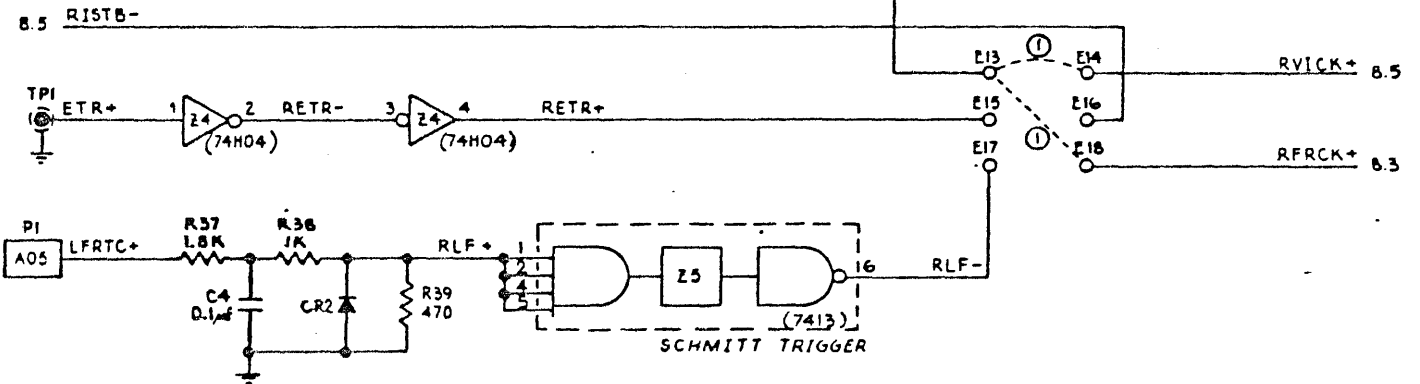 8.5 RISTB-
E13 1 E14 RVICK+ 8.5
TP1 ETR+ 1 Z4 2 RETR- 3 Z4 4 RETR+ E15 E16
(74H04) (74H04)
E17 1 E18 RFRCK+ 8.3
P1 R37 R38
A05 LFRTC+ 1.8K 1K RLF+ 1 2 4 5 Z5 16 RLF-
C4 0.1µf CR2 R39 470
(7413)
SCHMITT TRIGGER